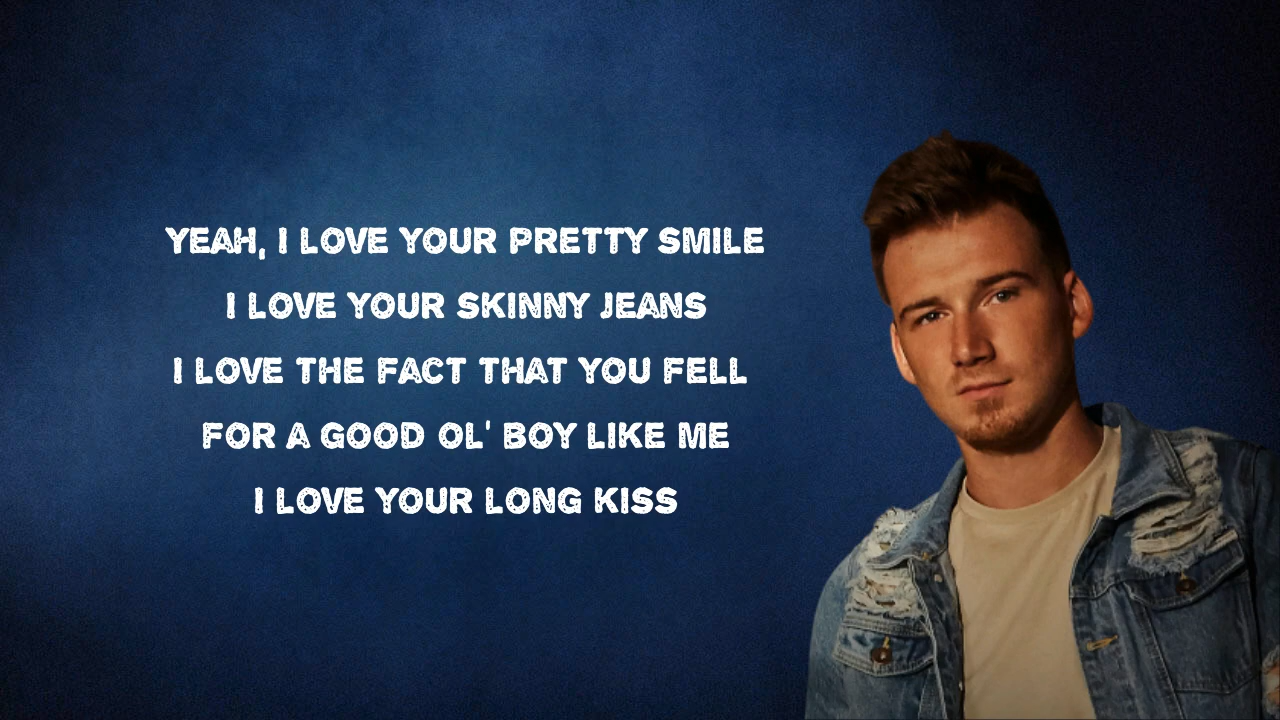 YEAH, I LOVE YOUR PRETTY SMILE
I LOVE YOUR SKINNY JEANS
I LOVE THE FACT THAT YOU FELL
FOR A GOOD OL' BOY LIKE ME
I LOVE YOUR LONG KISS